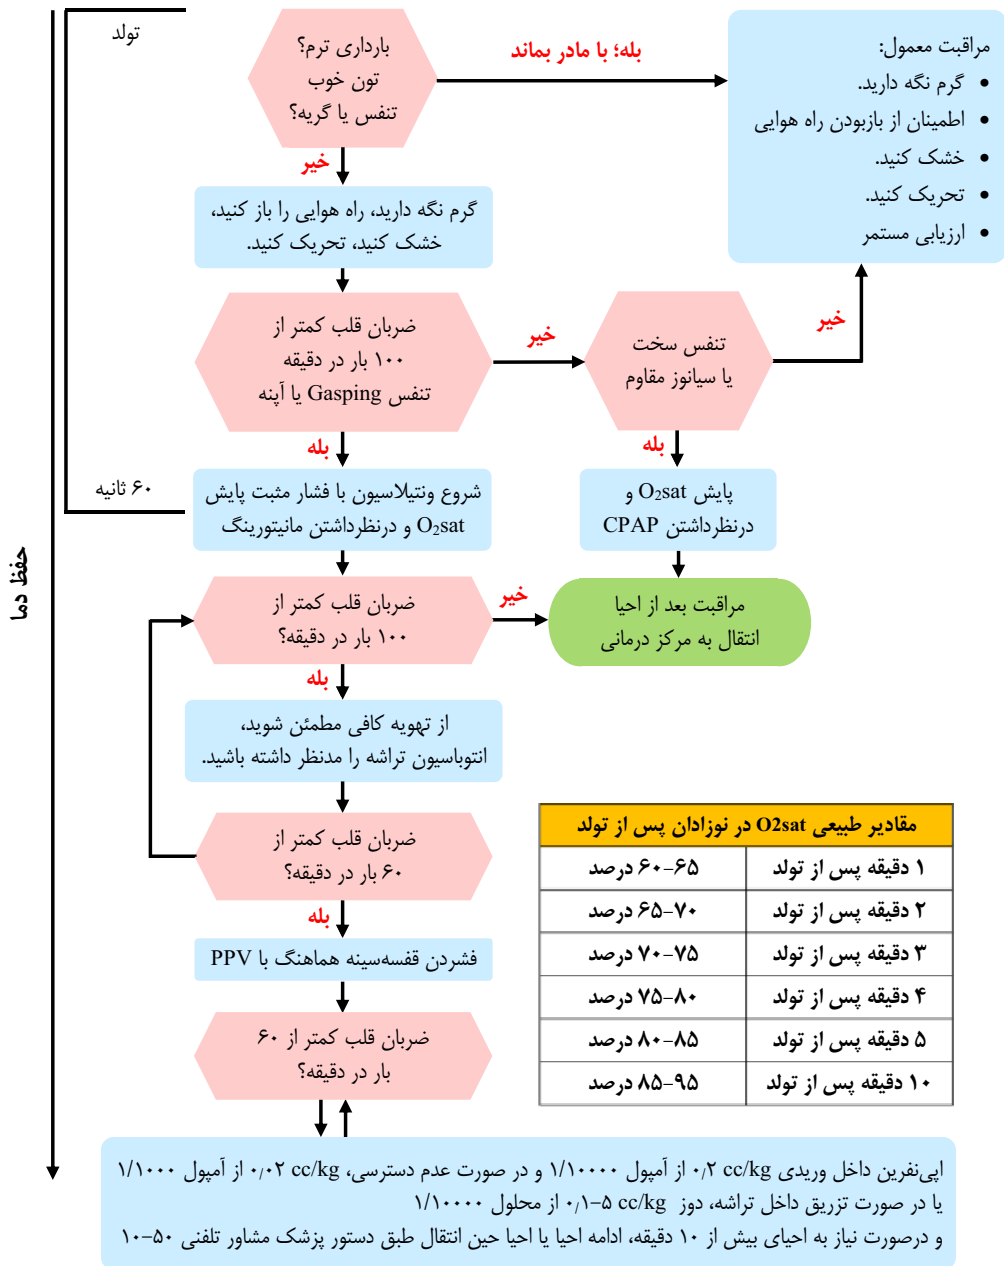 تولد
بارداری ترم؟
تون خوب
تنفس یا گریه؟
بله؛ با مادر بماند
مراقبت معمول:
• گرم نگه دارید.
• اطمینان از بازبودن راه هوایی
• خشک کنید.
• تحریک کنید.
• ارزیابی مستمر
خیر
گرم نگه دارید، راه هوایی را باز کنید،
خشک کنید، تحریک کنید.
ضربان قلب کمتر از
۱۰۰ بار در دقیقه
تنفس Gasping یا آپنه
خیر
تنفس سخت
یا سیانوز مقاوم
خیر
بله
بله
۶۰ ثانیه
شروع ونتیلاسیون با فشار مثبت پایش
O2sat و درنظرداشتن مانیتورینگ
پایش O2sat و
درنظرداشتن CPAP
حفظ دما
ضربان قلب کمتر از
۱۰۰ بار در دقیقه؟
خیر
مراقبت بعد از احیا
انتقال به مرکز درمانی
بله
از تهویه کافی مطمئن شوید،
انتوباسیون تراشه را مدنظر داشته باشید.
ضربان قلب کمتر از
۶۰ بار در دقیقه؟
بله
فشردن قفسه‌سینه هماهنگ با PPV
ضربان قلب کمتر از ۶۰
بار در دقیقه؟
مقادیر طبیعی O2sat در نوزادان پس از تولد
۱ دقیقه پس از تولد ۶۰-۶۵ درصد
۲ دقیقه پس از تولد ۶۵-۷۰ درصد
۳ دقیقه پس از تولد ۷۰-۷۵ درصد
۴ دقیقه پس از تولد ۷۵-۸۰ درصد
۵ دقیقه پس از تولد ۸۰-۸۵ درصد
۱۰ دقیقه پس از تولد ۸۵-۹۵ درصد
اپی‌نفرین داخل وریدی ۰٫۲ cc/kg از آمپول ۱/۱۰۰۰۰ و در صورت عدم دسترسی، ۰٫۰۲ cc/kg از آمپول ۱/۱۰۰۰
یا در صورت تزریق داخل تراشه، دوز ۰٫۱-۵ cc/kg از محلول ۱/۱۰۰۰۰
و درصورت نیاز به احیای بیش از ۱۰ دقیقه، ادامه احیا یا احیا حین انتقال طبق دستور پزشک مشاور تلفنی ۵۰-۱۰